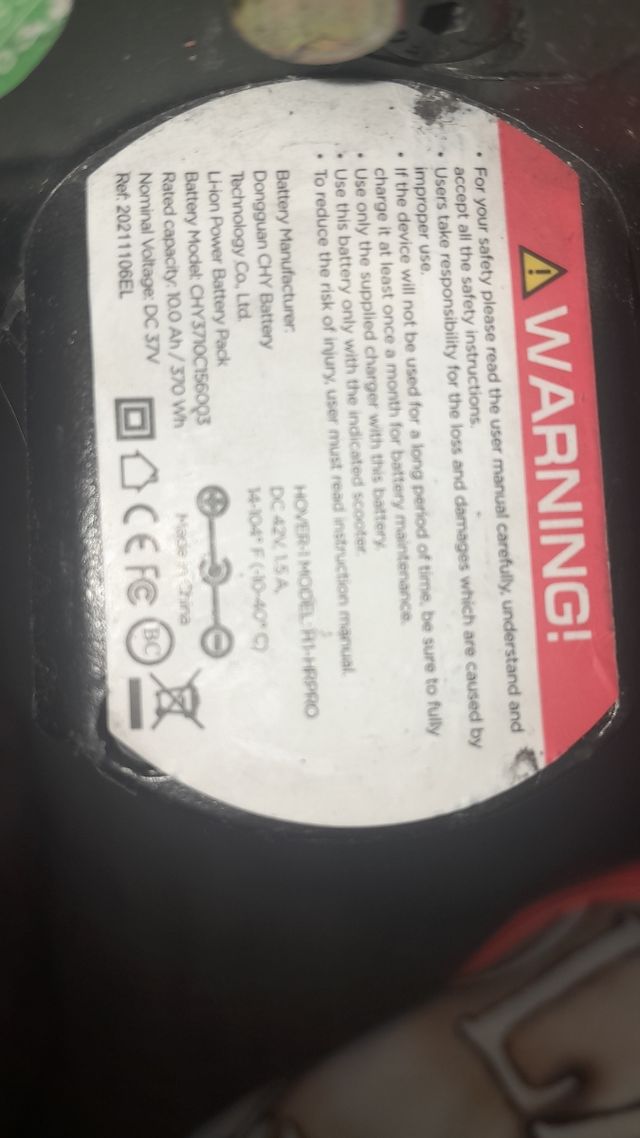 WARNING!
• For your safety please read the user manual carefully, understand and
accept all the safety instructions.
• Users take responsibility for the loss and damages which are caused by
improper use.
• If the device will not be used for a long period of time, be sure to fully
charge it at least once a month for battery maintenance.
• Use only the supplied charger with this battery.
• Use this battery only with the indicated scooter.
• To reduce the risk of injury, user must read instruction manual.
Battery Manufacturer:
Dongguan CHY Battery
Technology Co., Ltd.
Li-ion Power Battery Pack
Battery Model: CHY3710C156003
Rated capacity: 10.0 Ah / 370 Wh
Nominal Voltage: DC 37V
Ref: 20211106EL
HOVER-1 MODEL: H1-HRPRO
DC 42V, 1.5 A,
14-104° F (-10-40° C)
Made in China
CE FC BC